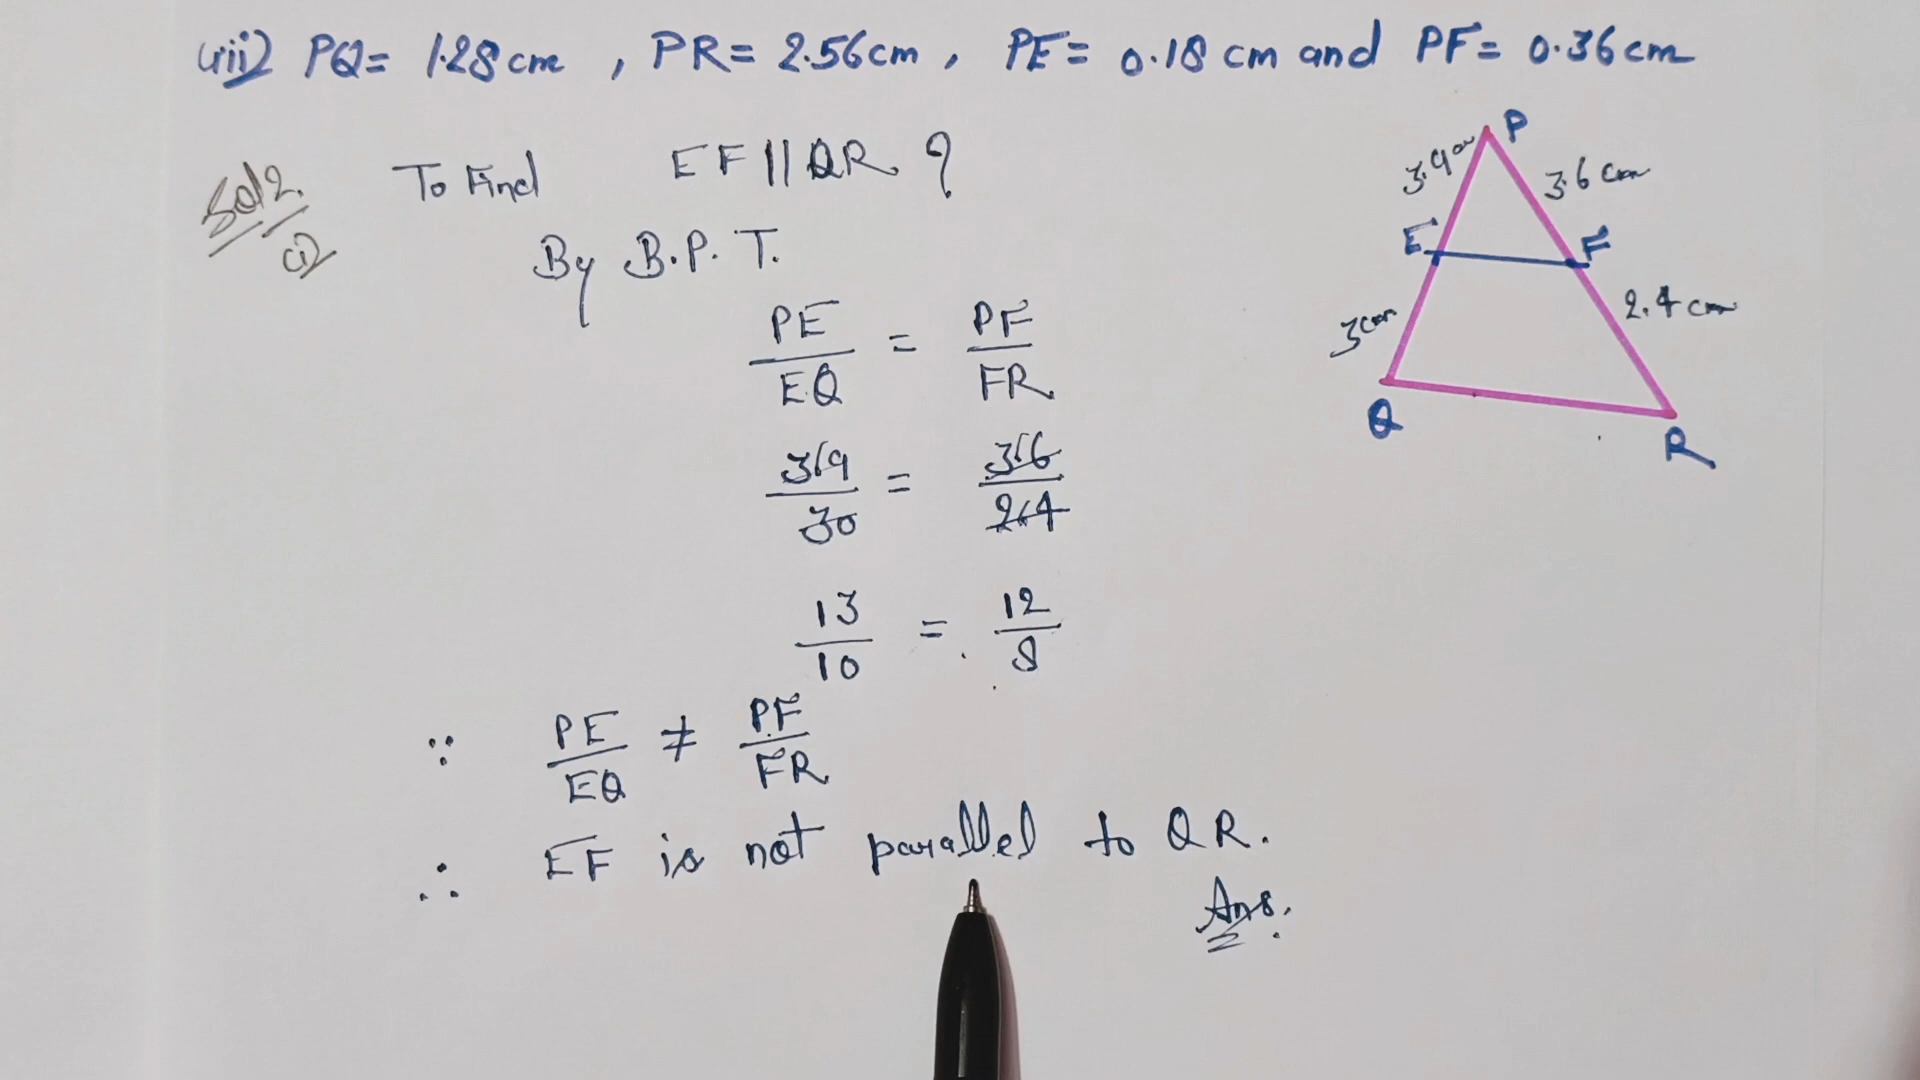 (iii) PQ = 1.28 cm , PR = 2.56 cm , PE = 0.18 cm and PF = 0.36 cm
Sol 2.
(i)
To Find EF || QR ?
By B.P.T.
PE/EQ = PF/FR
3.9/30 = 3.6/2.4
13/10 = 12/8
∵ PE/EQ ≠ PF/FR
∴ EF is not parallel to QR.
Ans.
P
3.9 cm
3.6 cm
E
F
3 cm
2.4 cm
Q
R